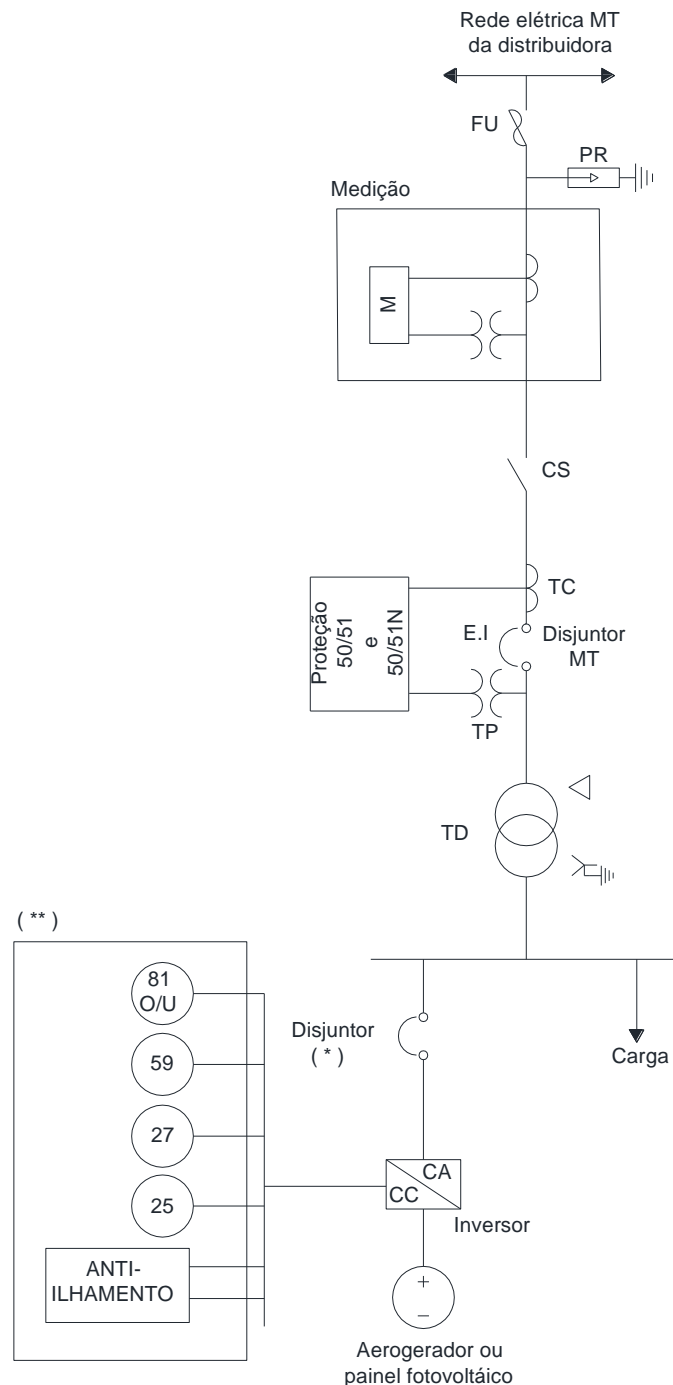 Rede elétrica MT
da distribuidora
FU
PR
Medição
M
CS
TC
Proteção
50/51
e
50/51N
E.I
Disjuntor
MT
TP
TD
( ** )
81
O/U
59
27
25
ANTI-
ILHAMENTO
Disjuntor
( * )
Carga
CA
CC
Inversor
+
–
Aerogerador ou
painel fotovoltáico